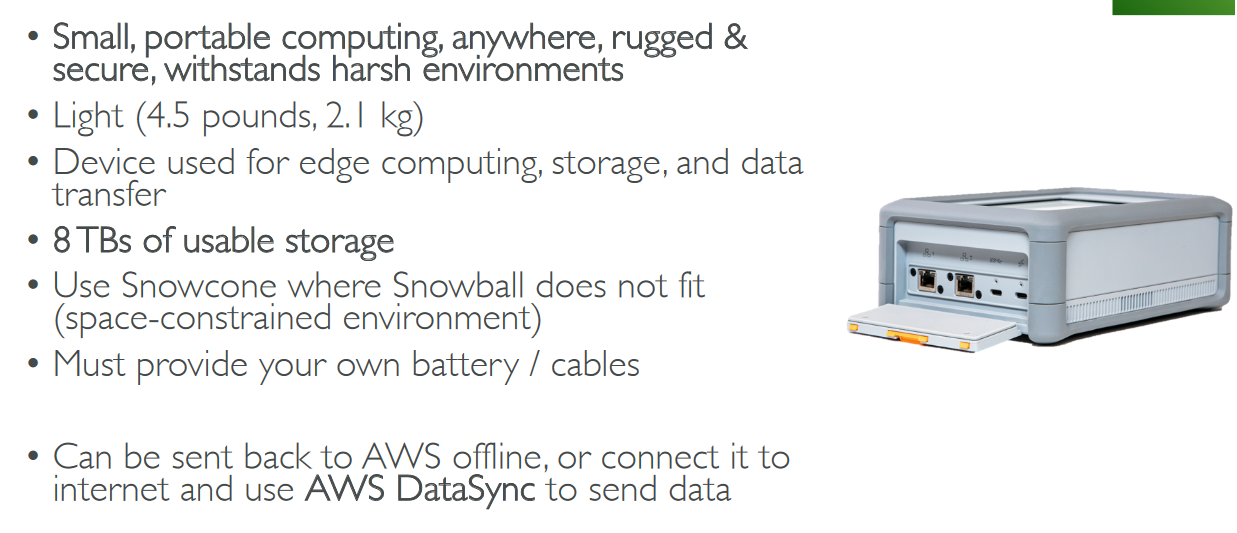 • Small, portable computing, anywhere, rugged &
secure, withstands harsh environments
• Light (4.5 pounds, 2.1 kg)
• Device used for edge computing, storage, and data
transfer
• 8 TBs of usable storage
• Use Snowcone where Snowball does not fit
(space-constrained environment)
• Must provide your own battery / cables
• Can be sent back to AWS offline, or connect it to
internet and use AWS DataSync to send data